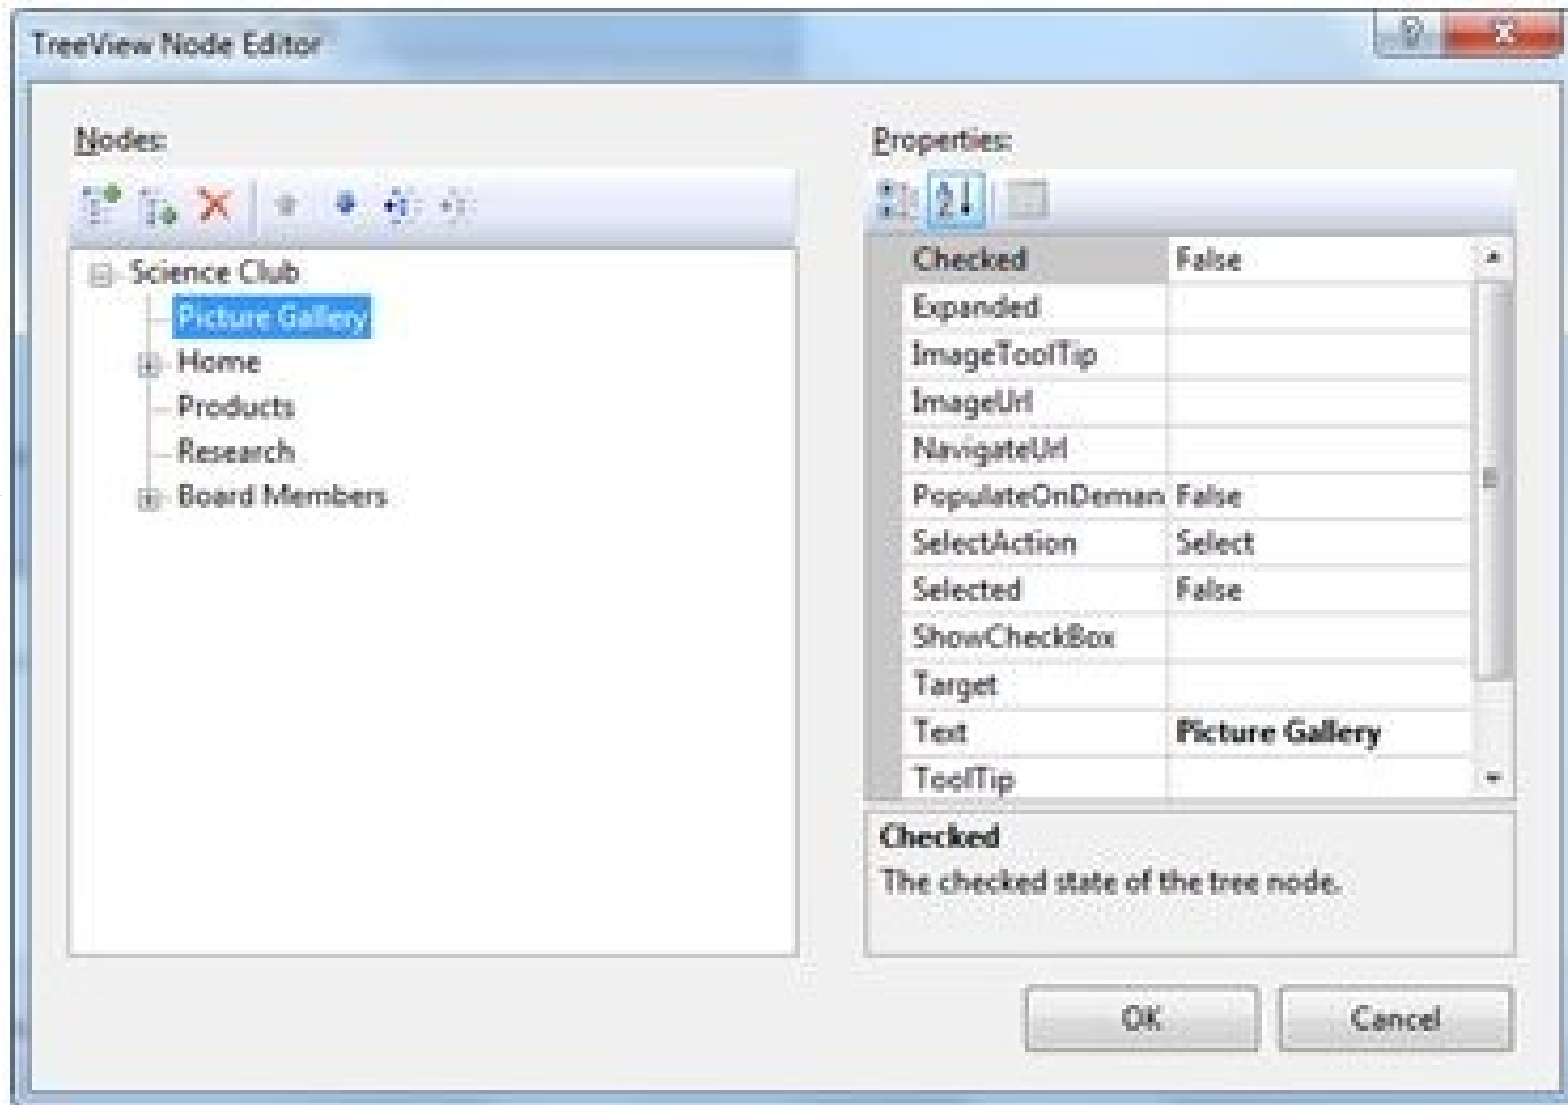 TreeView Node Editor
Nodes:
Science Club
Picture Gallery
Home
Products
Research
Board Members
Properties:
Checked False
Expanded
ImageToolTip
ImageUrl
NavigateUrl
PopulateOnDeman False
SelectAction Select
Selected False
ShowCheckBox
Target
Text Picture Gallery
ToolTip
Checked
The checked state of the tree node.
OK Cancel